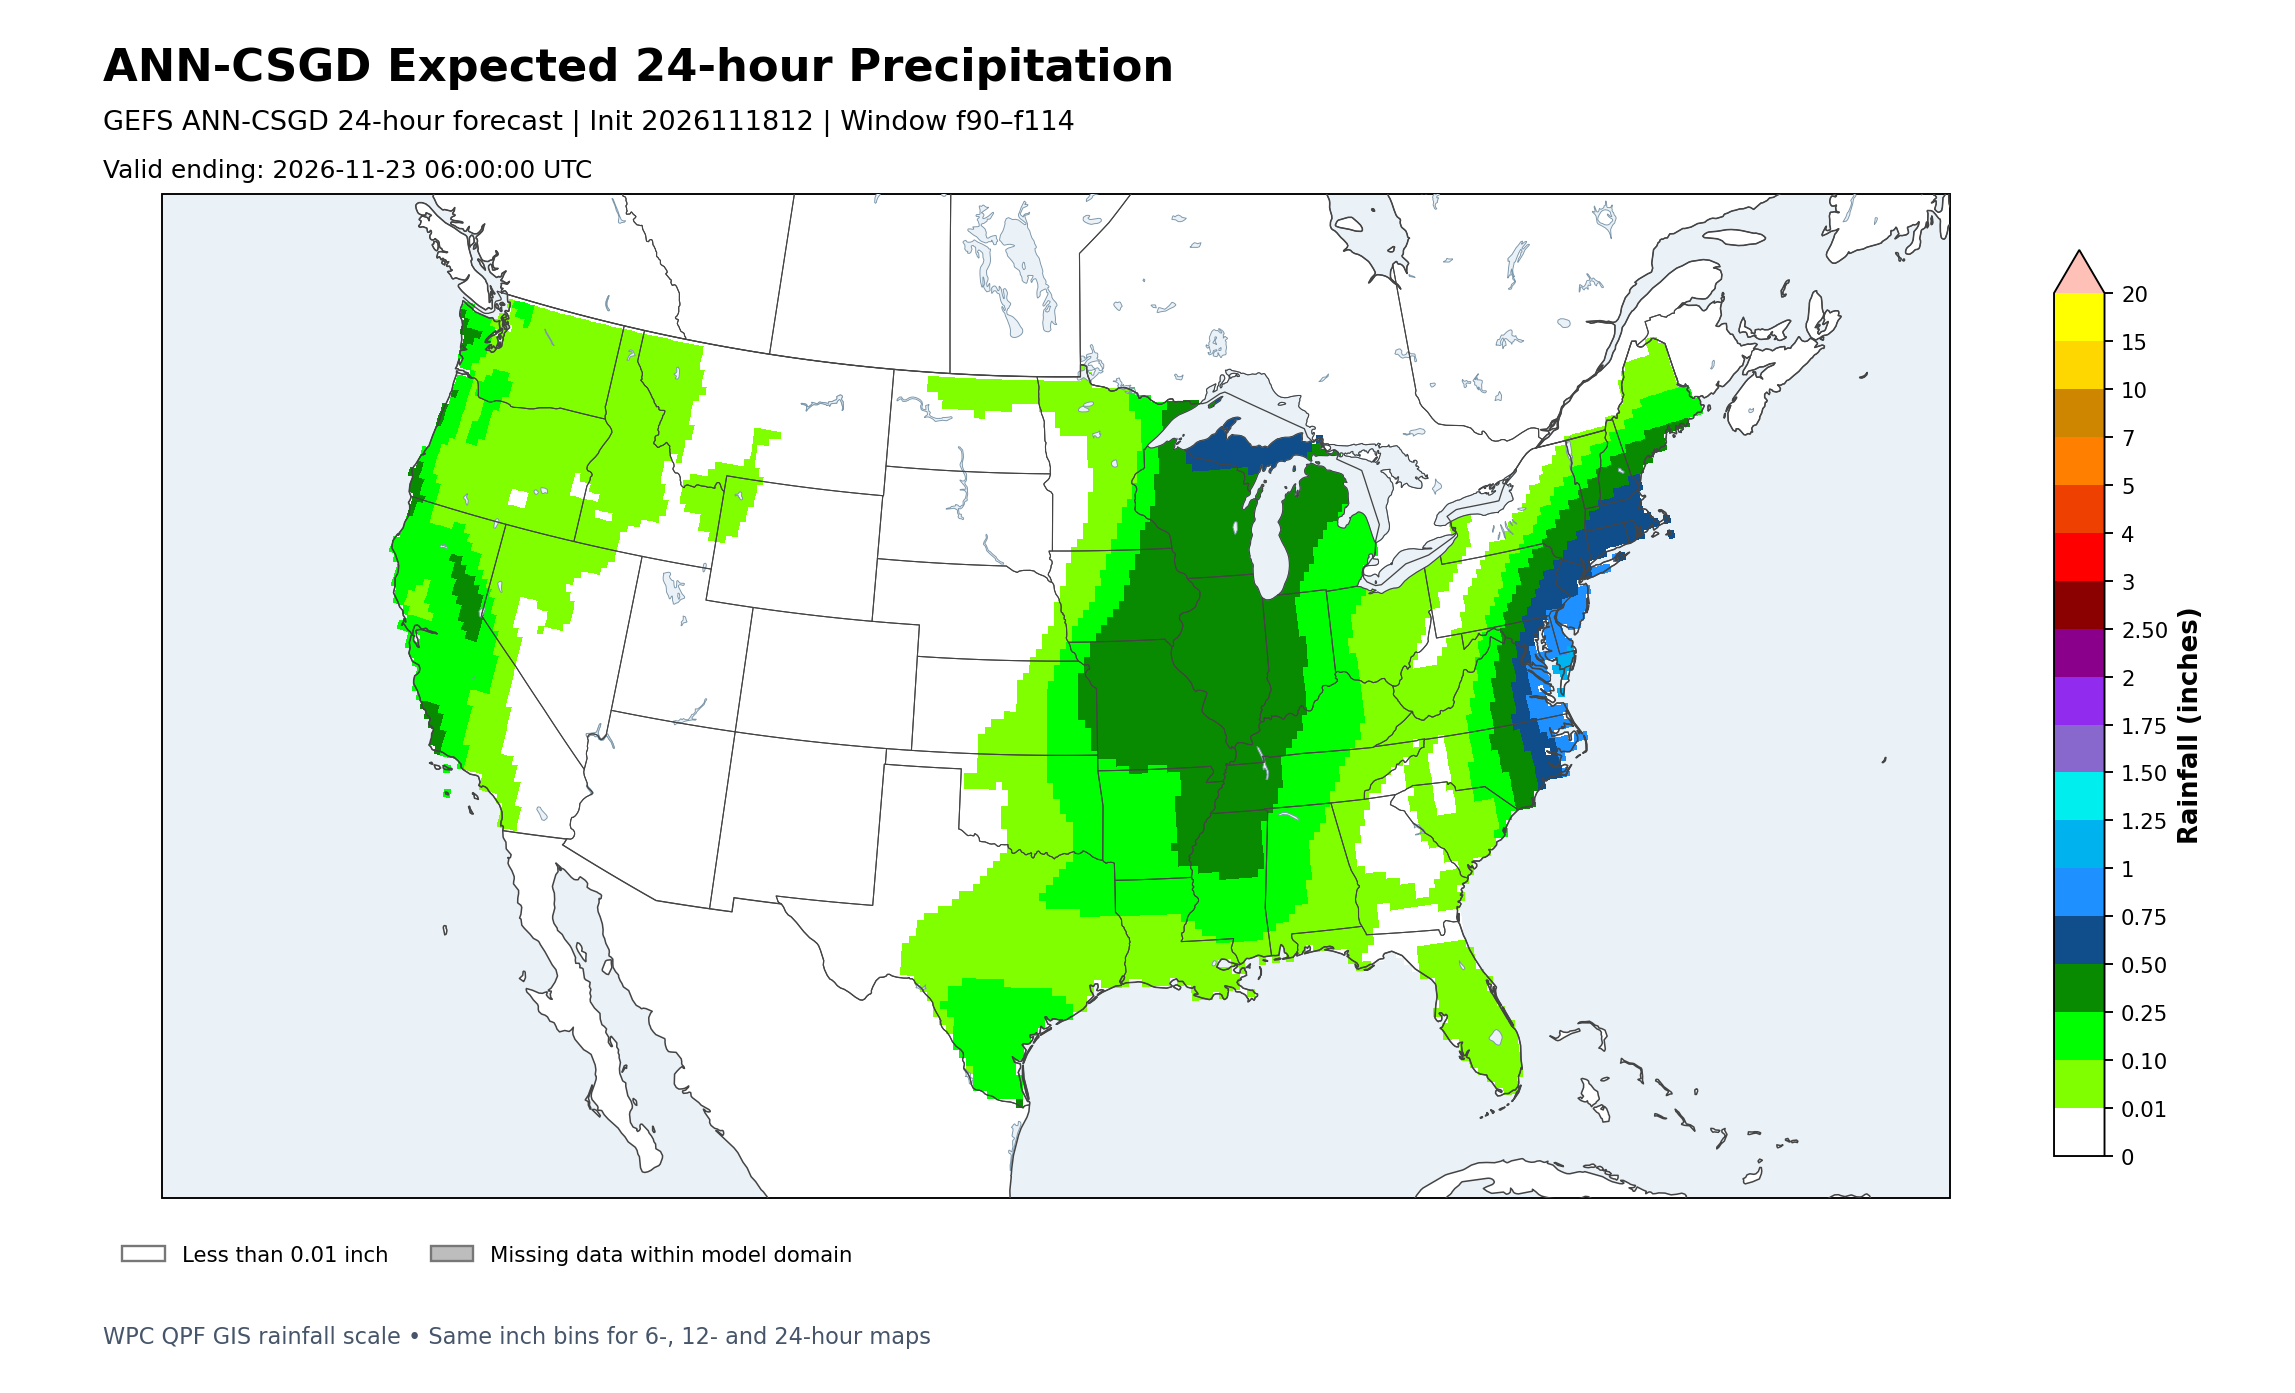 ANN-CSGD Expected 24-hour Precipitation
GEFS ANN-CSGD 24-hour forecast | Init 2026111812 | Window f90–f114
Valid ending: 2026-11-23 06:00:00 UTC
20
15
10
7
5
4
3
2.50
2
1.75
1.50
1.25
1
0.75
0.50
0.25
0.10
0.01
0
Rainfall (inches)
Less than 0.01 inch
Missing data within model domain
WPC QPF GIS rainfall scale • Same inch bins for 6-, 12- and 24-hour maps